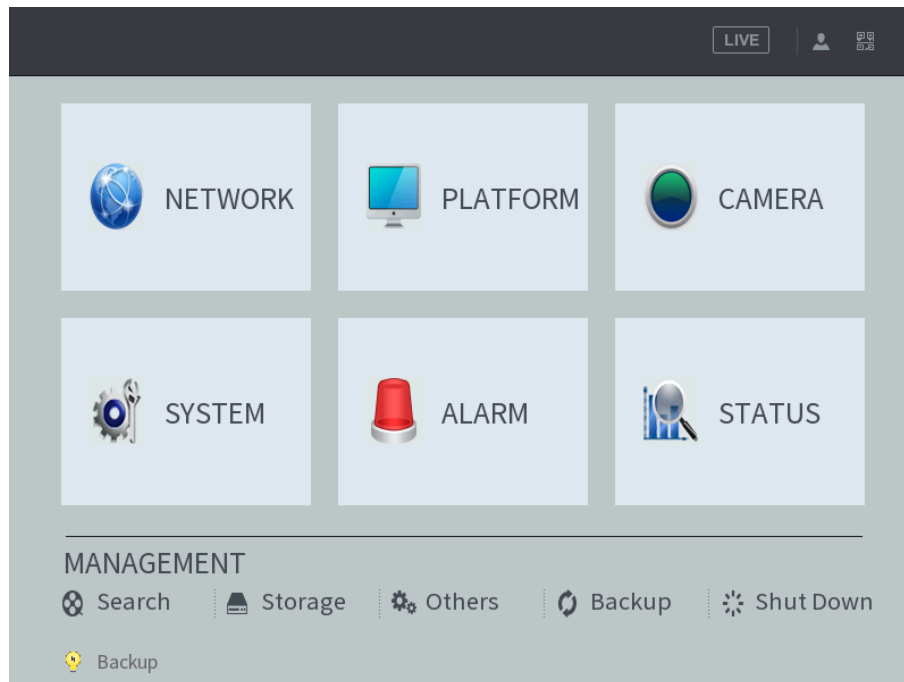 LIVE
NETWORK PLATFORM CAMERA
SYSTEM ALARM STATUS
MANAGEMENT
Search Storage Others Backup Shut Down
Backup